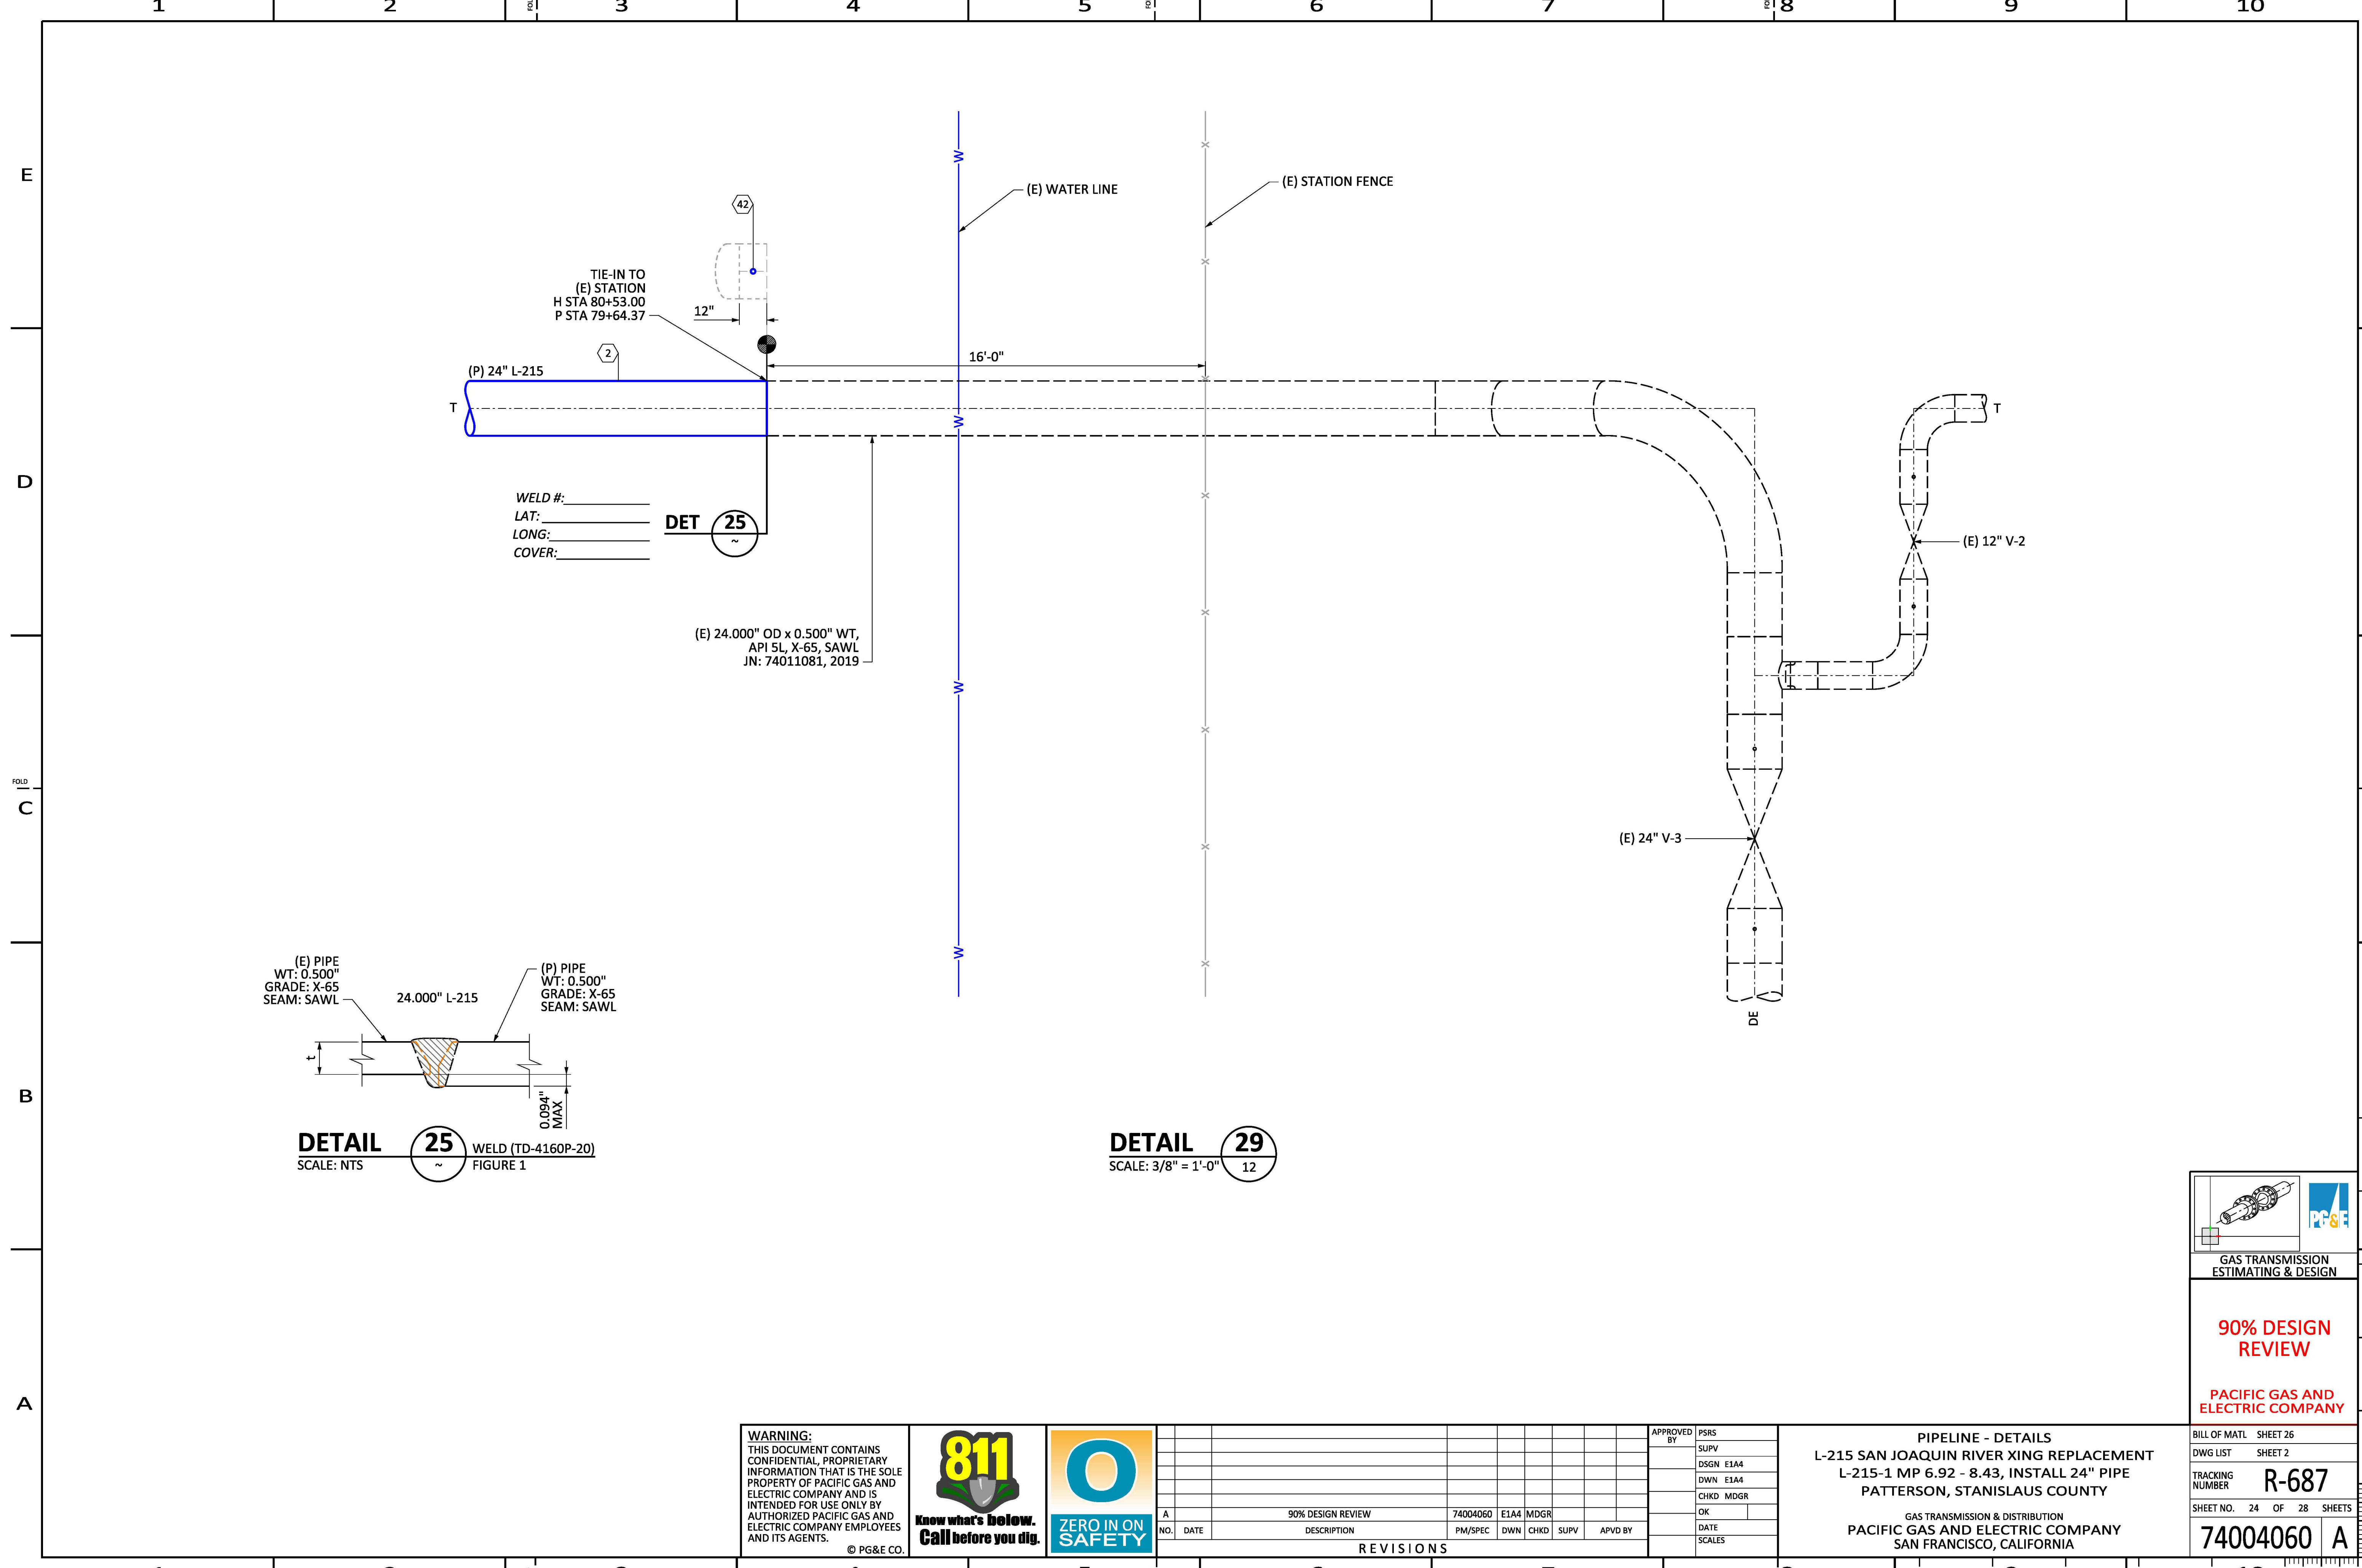 1 2 3 4 5 6 7 8 9 10
E
D
FOLD
C
B
A
W
(E) WATER LINE
(E) STATION FENCE
42
TIE-IN TO
(E) STATION
H STA 80+53.00
P STA 79+64.37
12"
2
16'-0"
(P) 24" L-215
T
W
T
WELD #:
LAT:
LONG:
COVER:
DET 25
~
(E) 12" V-2
(E) 24.000" OD x 0.500" WT,
API 5L, X-65, SAWL
JN: 74011081, 2019
W
(E) 24" V-3
W
DE
(E) PIPE
WT: 0.500"
GRADE: X-65
SEAM: SAWL
24.000" L-215
(P) PIPE
WT: 0.500"
GRADE: X-65
SEAM: SAWL
t
0.094"
MAX
DETAIL 25 WELD (TD-4160P-20)
SCALE: NTS ~ FIGURE 1
DETAIL 29
SCALE: 3/8" = 1'-0" 12
PG&E
GAS TRANSMISSION
ESTIMATING & DESIGN
90% DESIGN
REVIEW
PACIFIC GAS AND
ELECTRIC COMPANY
WARNING:
THIS DOCUMENT CONTAINS
CONFIDENTIAL, PROPRIETARY
INFORMATION THAT IS THE SOLE
PROPERTY OF PACIFIC GAS AND
ELECTRIC COMPANY AND IS
INTENDED FOR USE ONLY BY
AUTHORIZED PACIFIC GAS AND
ELECTRIC COMPANY EMPLOYEES
AND ITS AGENTS.
© PG&E CO.
811
Know what's below.
Call before you dig.
O
ZERO IN ON
SAFETY
A 90% DESIGN REVIEW 74004060 E1A4 MDGR
NO. DATE DESCRIPTION PM/SPEC DWN CHKD SUPV APVD BY
REVISIONS
APPROVED
BY
PSRS
SUPV
DSGN E1A4
DWN E1A4
CHKD MDGR
OK
DATE
SCALES
PIPELINE - DETAILS
L-215 SAN JOAQUIN RIVER XING REPLACEMENT
L-215-1 MP 6.92 - 8.43, INSTALL 24" PIPE
PATTERSON, STANISLAUS COUNTY
GAS TRANSMISSION & DISTRIBUTION
PACIFIC GAS AND ELECTRIC COMPANY
SAN FRANCISCO, CALIFORNIA
BILL OF MATL SHEET 26
DWG LIST SHEET 2
TRACKING
NUMBER R-687
SHEET NO. 24 OF 28 SHEETS
74004060 A